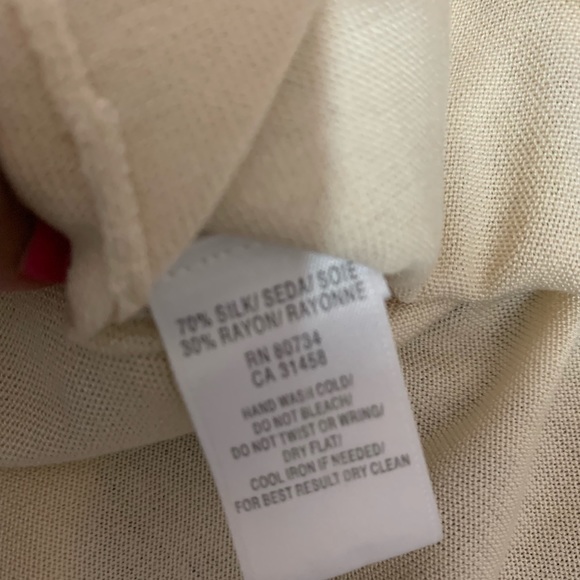 70% SILK/ SEDA/ SOIE
30% RAYON/ RAYONNE
RN 80734
CA 31458
HAND WASH COLD/
DO NOT BLEACH/
DO NOT TWIST OR WRING/
DRY FLAT/
COOL IRON IF NEEDED/
FOR BEST RESULT DRY CLEAN